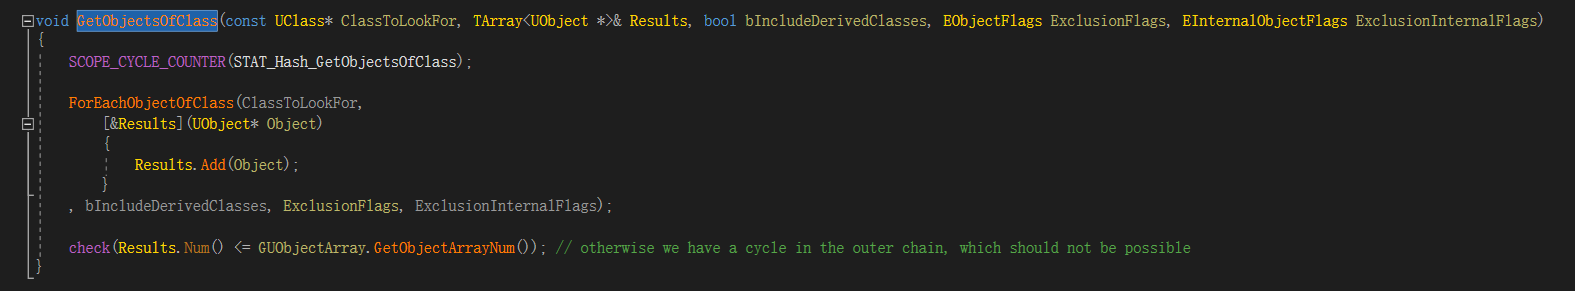 void GetObjectsOfClass(const UClass* ClassToLookFor, TArray<UObject *>& Results, bool bIncludeDerivedClasses, EObjectFlags ExclusionFlags, EInternalObjectFlags ExclusionInternalFlags)
{
SCOPE_CYCLE_COUNTER(STAT_Hash_GetObjectsOfClass);
ForEachObjectOfClass(ClassToLookFor,
[&Results](UObject* Object)
{
Results.Add(Object);
}
, bIncludeDerivedClasses, ExclusionFlags, ExclusionInternalFlags);
check(Results.Num() <= GUObjectArray.GetObjectArrayNum()); // otherwise we have a cycle in the outer chain, which should not be possible
}